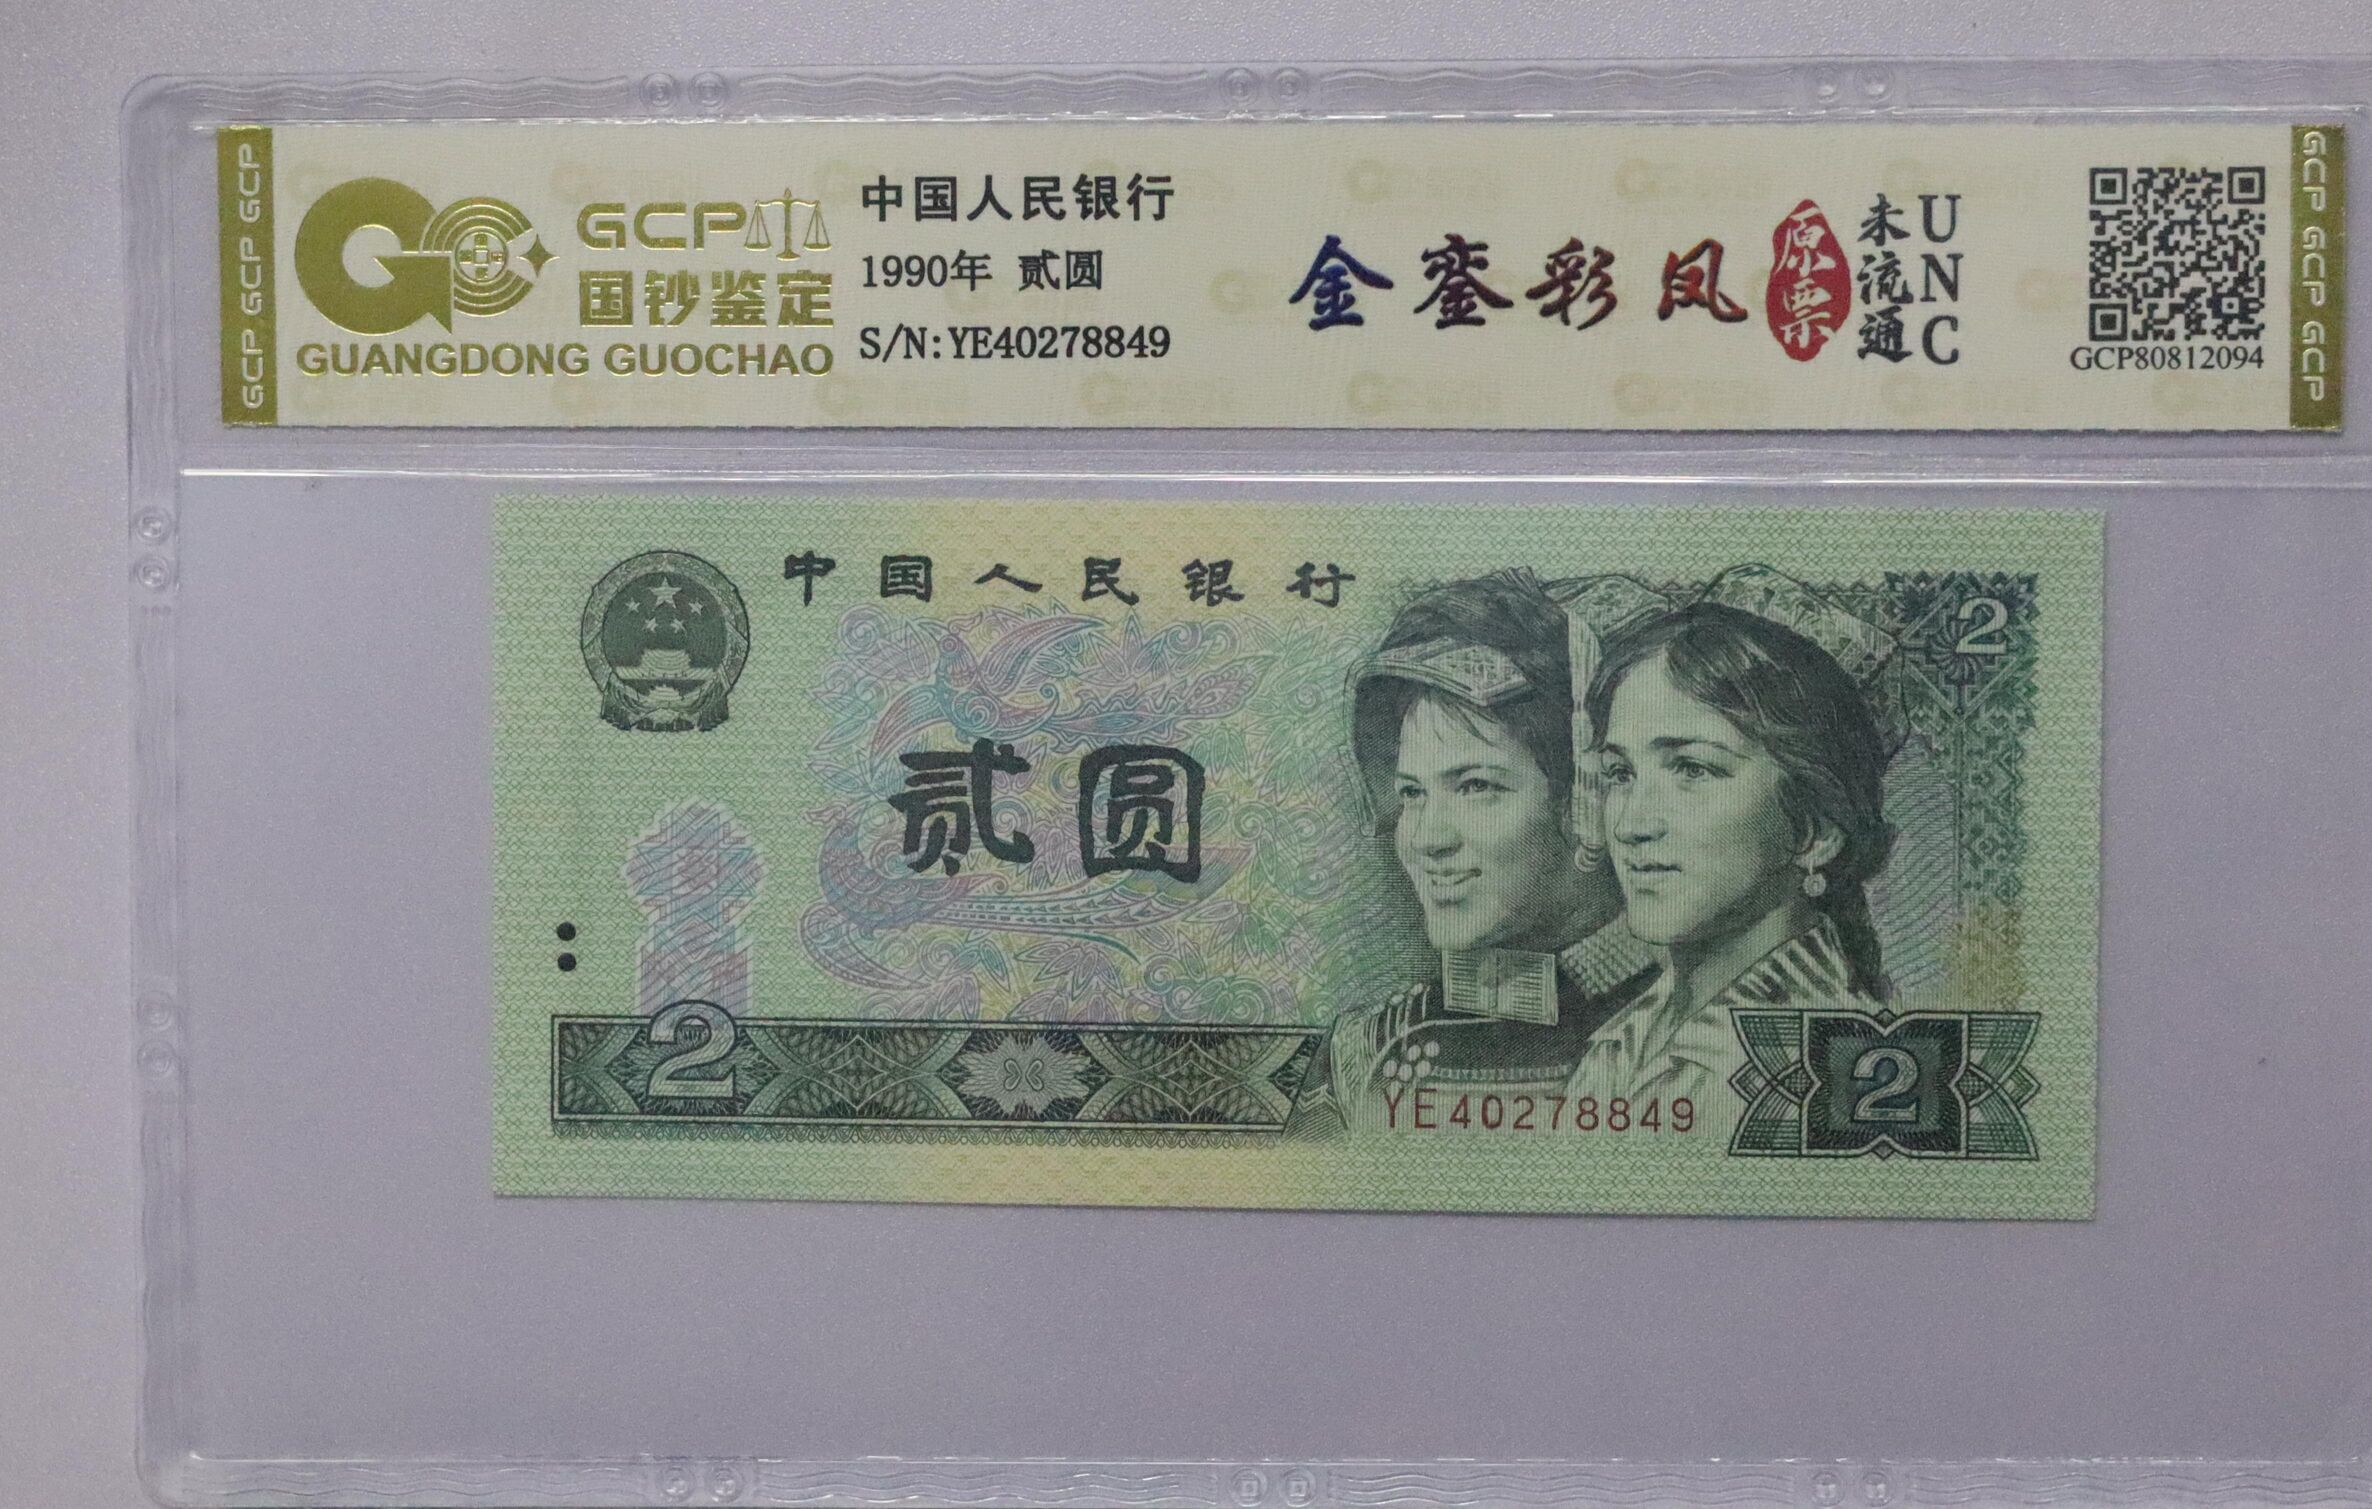 GCP GCP GCP
GCP
国钞鉴定
GUANGDONG GUOCHAO
中国人民银行
1990年 贰圆
S/N:YE40278849
金銮彩凤
原票
未流通
UNC
GCP80812094
GCP GCP GCP
中国人民银行
2
贰圆
2
YE40278849
2